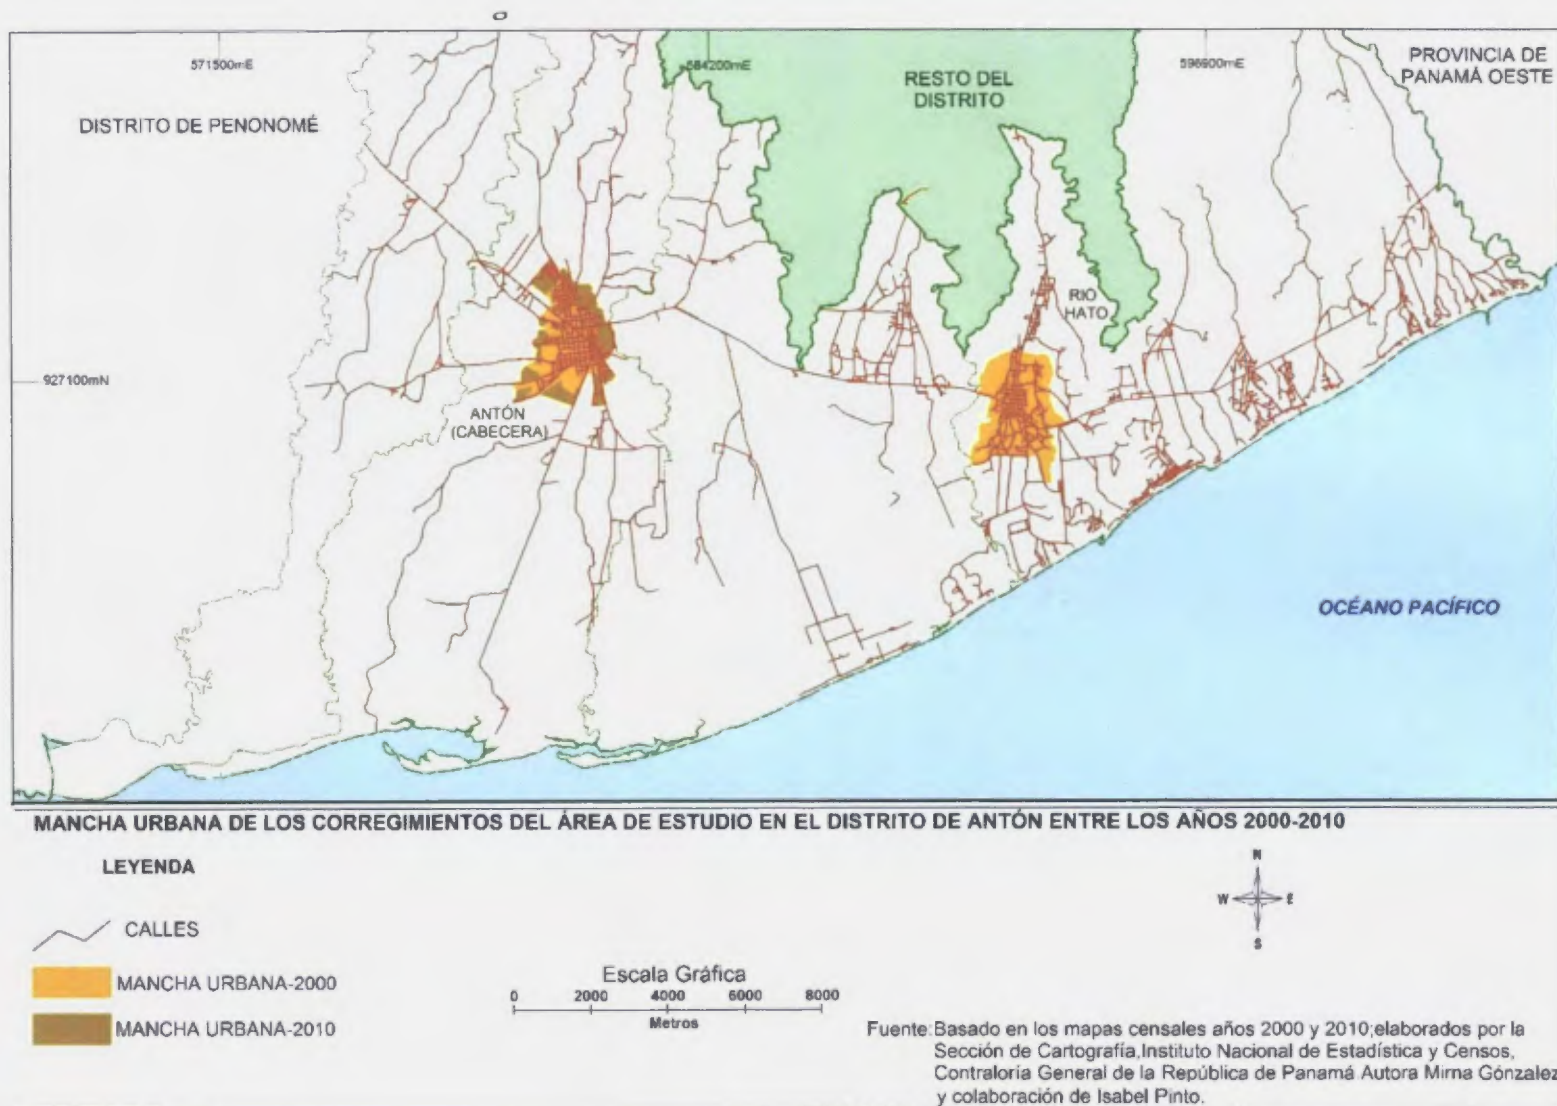 571500mE
584200mE
596900mE
DISTRITO DE PENONOMÉ
RESTO DEL
DISTRITO
PROVINCIA DE
PANAMÁ OESTE
RIO
HATO
927100mN
ANTÓN
(CABECERA)
OCÉANO PACÍFICO
MANCHA URBANA DE LOS CORREGIMIENTOS DEL ÁREA DE ESTUDIO EN EL DISTRITO DE ANTÓN ENTRE LOS AÑOS 2000-2010
LEYENDA
CALLES
MANCHA URBANA-2000
MANCHA URBANA-2010
Escala Gráfica
0 2000 4000 6000 8000
Metros
N
W E
S
Fuente:Basado en los mapas censales años 2000 y 2010;elaborados por la
Sección de Cartografía,Instituto Nacional de Estadística y Censos,
Contraloría General de la República de Panamá Autora Mirna Gónzalez
y colaboración de Isabel Pinto.